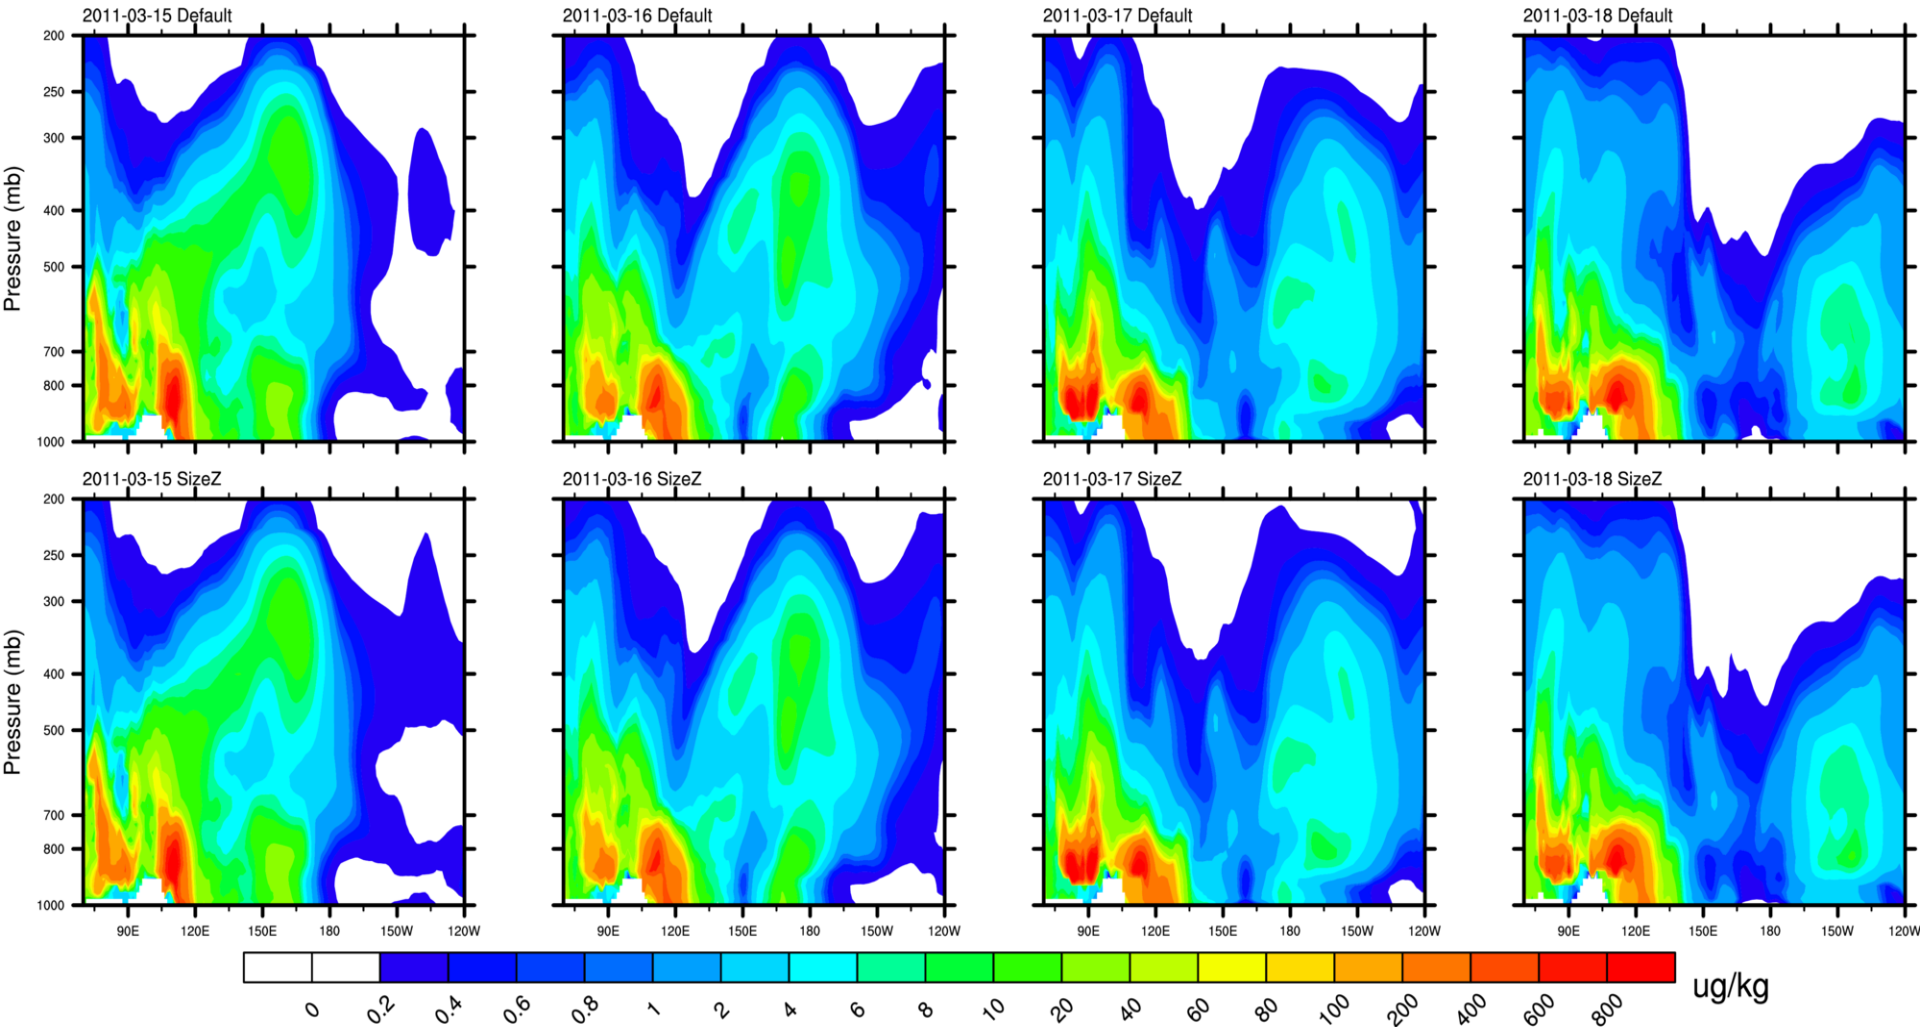 2011-03-15 Default
2011-03-16 Default
2011-03-17 Default
2011-03-18 Default
200
250
300
400
500
700
800
1000
Pressure (mb)
2011-03-15 SizeZ
2011-03-16 SizeZ
2011-03-17 SizeZ
2011-03-18 SizeZ
200
250
300
400
500
700
800
1000
Pressure (mb)
90E 120E 150E 180 150W 120W
90E 120E 150E 180 150W 120W
90E 120E 150E 180 150W 120W
90E 120E 150E 180 150W 120W
0 0.2 0.4 0.6 0.8 1 2 4 6 8 10 20 40 60 80 100 200 400 600 800
ug/kg